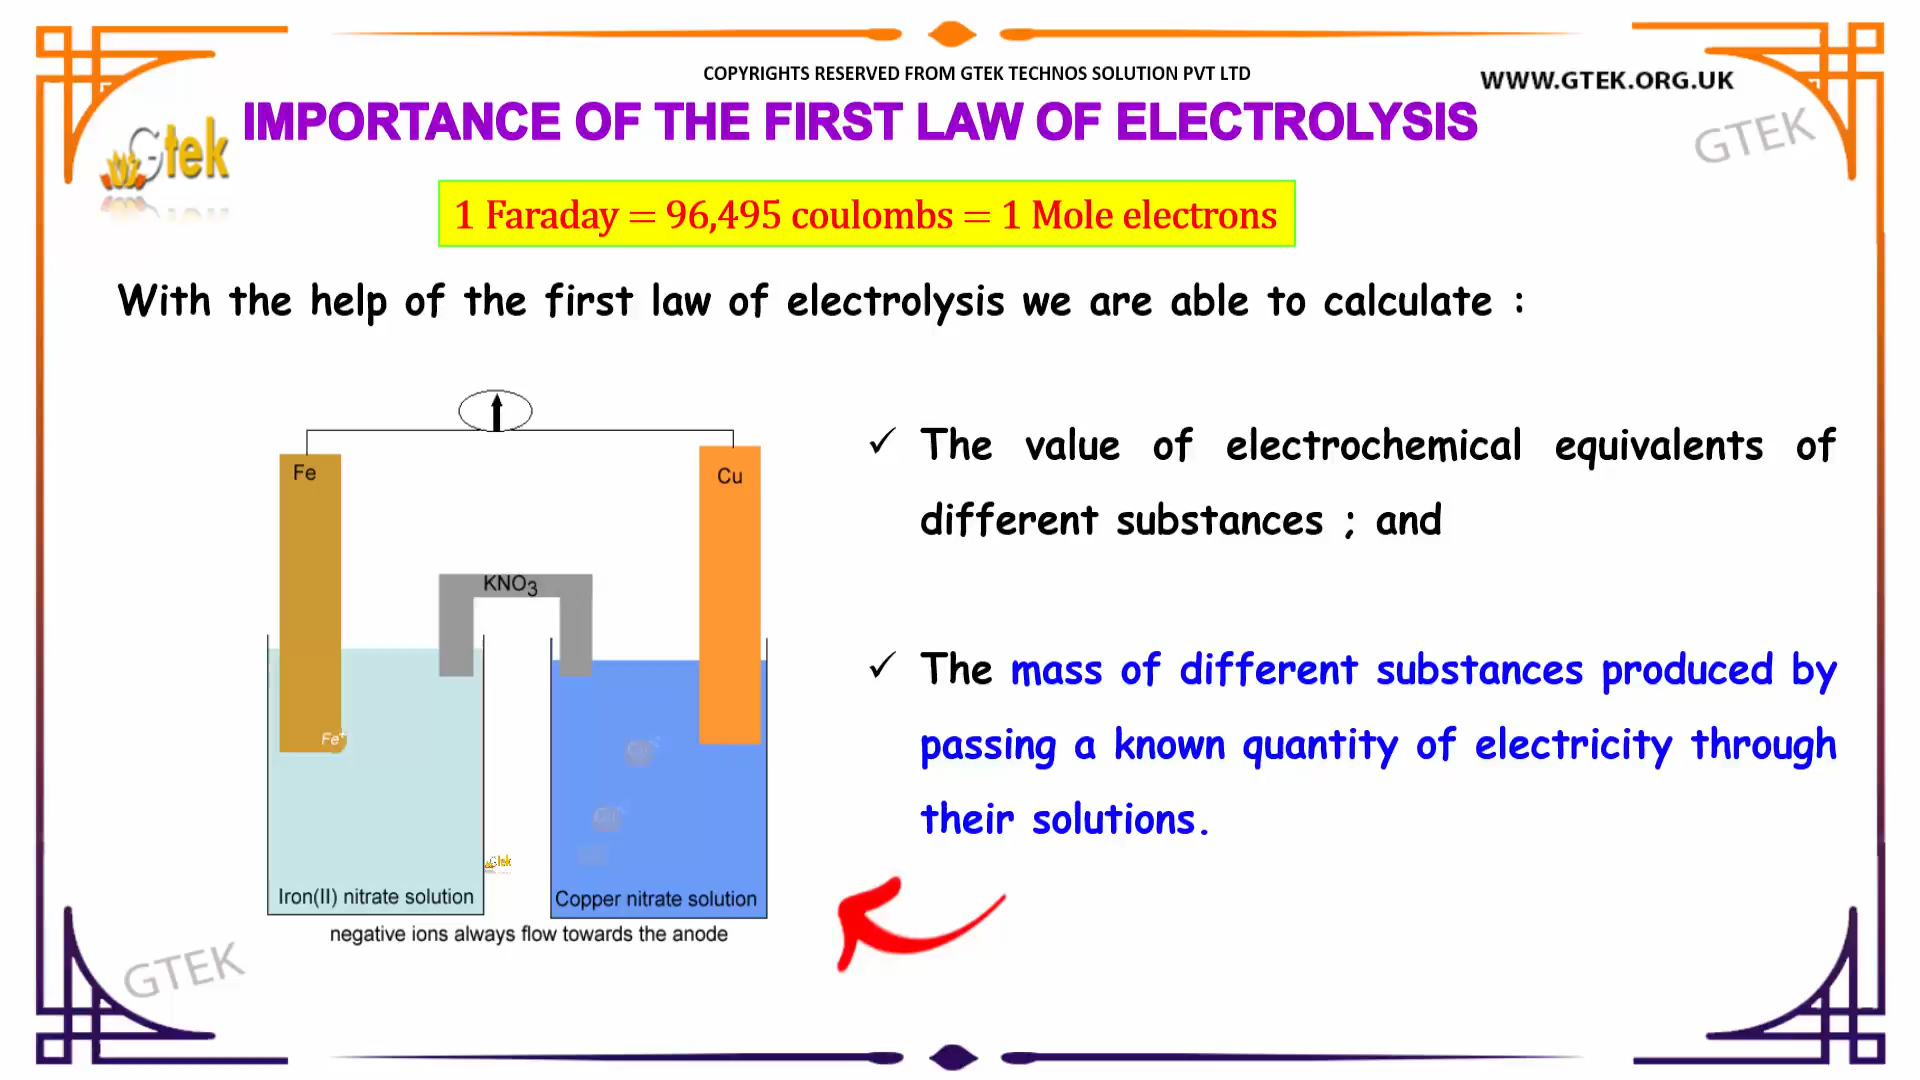 COPYRIGHTS RESERVED FROM GTEK TECHNOS SOLUTION PVT LTD
WWW.GTEK.ORG.UK
Gtek
IMPORTANCE OF THE FIRST LAW OF ELECTROLYSIS
GTEK
1 Faraday = 96,495 coulombs = 1 Mole electrons
With the help of the first law of electrolysis we are able to calculate :
Fe
Cu
KNO3
Fe+
Iron(II) nitrate solution
Copper nitrate solution
negative ions always flow towards the anode
✓ The value of electrochemical equivalents of
different substances ; and
✓ The mass of different substances produced by
passing a known quantity of electricity through
their solutions.
GTEK